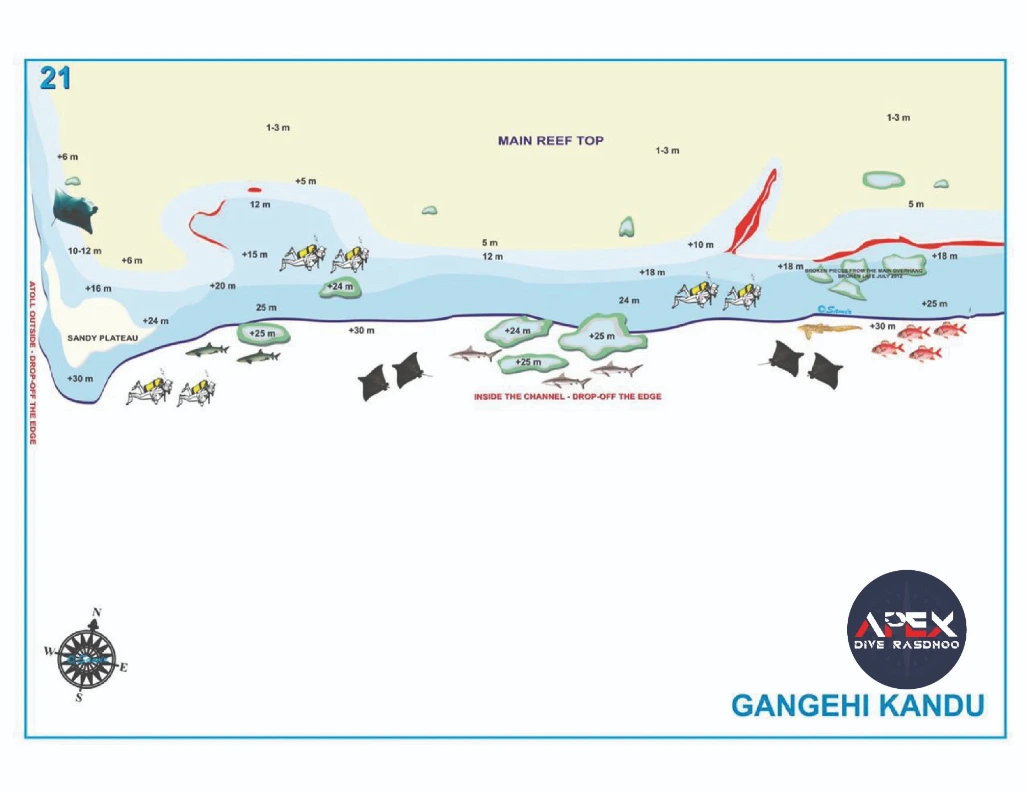 21
1-3 m
1-3 m
MAIN REEF TOP
1-3 m
+6 m
+5 m
12 m
5 m
10-12 m
+6 m
+15 m
5 m
12 m
+10 m
+18 m
+18 m
+18 m
BROKEN PIECES FROM THE MAIN OVERHANG
BROKEN LATE JULY 2012
+16 m
+20 m
+24 m
25 m
24 m
+25 m
+24 m
+30 m
SANDY PLATEAU
+25 m
+30 m
+24 m
+25 m
+25 m
+30 m
INSIDE THE CHANNEL - DROP-OFF THE EDGE
ATOLL OUTSIDE - DROP-OFF THE EDGE
N
W
E
S
APEX
DIVE RASDHOO
GANGEHI KANDU